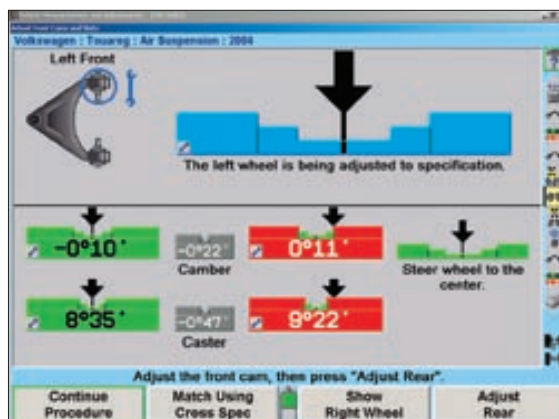 Volkswagen : Touareg : Air Suspension : 2004
Left Front
The left wheel is being adjusted to specification.
-0°10' -0°22' 0°11'
Camber
Steer wheel to the center.
8°35' -0°47' 9°22'
Caster
Adjust the front cam, then press "Adjust Rear".
Continue Procedure
Match Using Cross Spec
Show Right Wheel
Adjust Rear